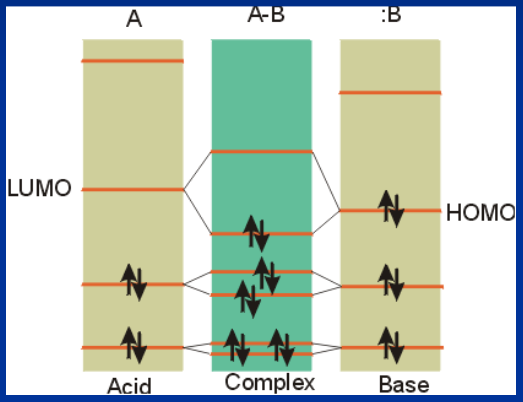 A
A-B
:B
LUMO
HOMO
Acid
Complex
Base